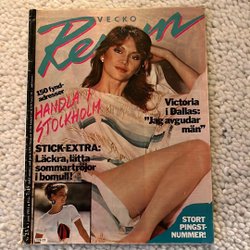 VECKO
Revyn
150 fynd-
adresser
HANDLA I
STOCKHOLM
Victoria
i Dallas:
"Jag avgudar
män"
STICK-EXTRA:
Läckra, lätta
sommartröjor
i bomull!
STORT
PINGST-
NUMMER!